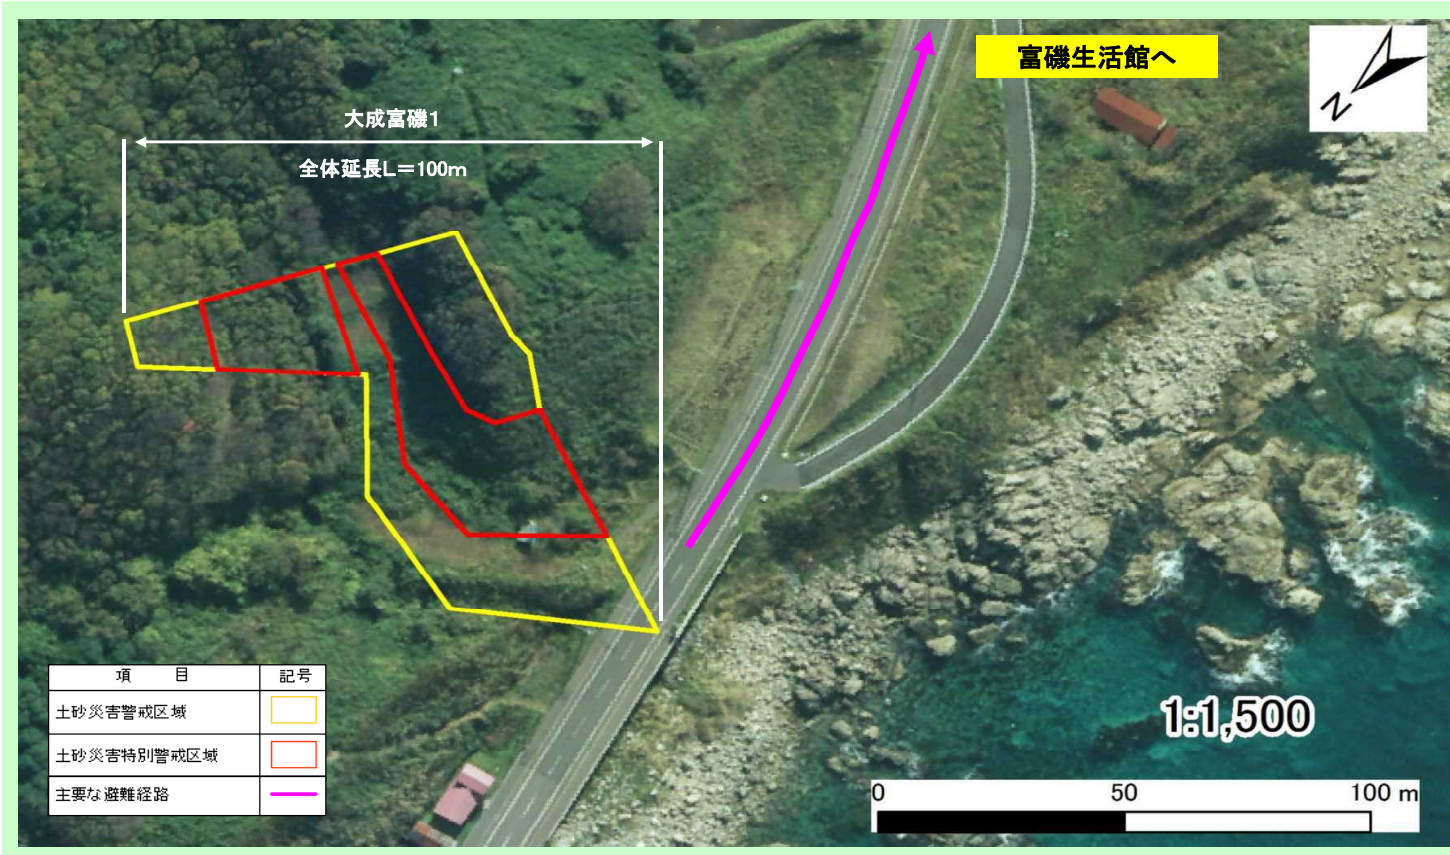 富磯生活館へ
N
大成富磯1
全体延長L=100m
項 目 記号
土砂災害警戒区域
土砂災害特別警戒区域
主要な避難経路
1:1,500
0 50 100 m